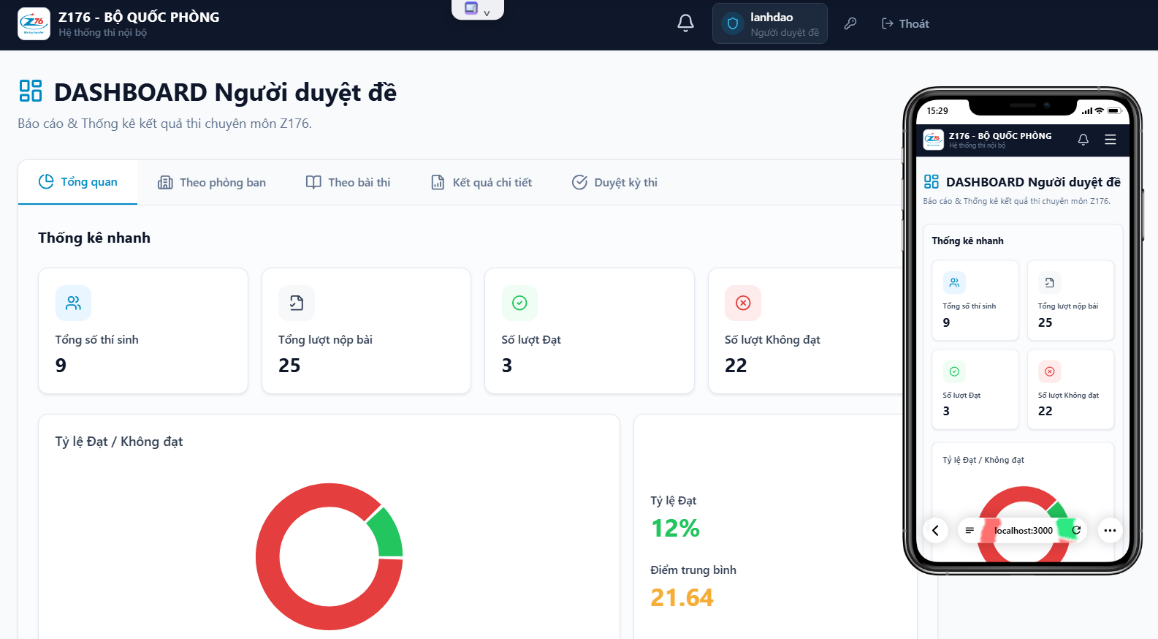 Z176 - BỘ QUỐC PHÒNG
Hệ thống thi nội bộ
lanhdao
Người duyệt đề
Thoát
DASHBOARD Người duyệt đề
Báo cáo & Thống kê kết quả thi chuyên môn Z176.
Tổng quan
Theo phòng ban
Theo bài thi
Kết quả chi tiết
Duyệt kỳ thi
Thống kê nhanh
Tổng số thí sinh
9
Tổng lượt nộp bài
25
Số lượt Đạt
3
Số lượt Không đạt
22
Tỷ lệ Đạt / Không đạt
Tỷ lệ Đạt
12%
Điểm trung bình
21.64
15:29
Z176 - BỘ QUỐC PHÒNG
Hệ thống thi nội bộ
DASHBOARD Người duyệt đề
Báo cáo & Thống kê kết quả thi chuyên môn Z176.
Thống kê nhanh
Tổng số thí sinh
9
Tổng lượt nộp bài
25
Số lượt Đạt
3
Số lượt Không đạt
22
Tỷ lệ Đạt / Không đạt
localhost:3000